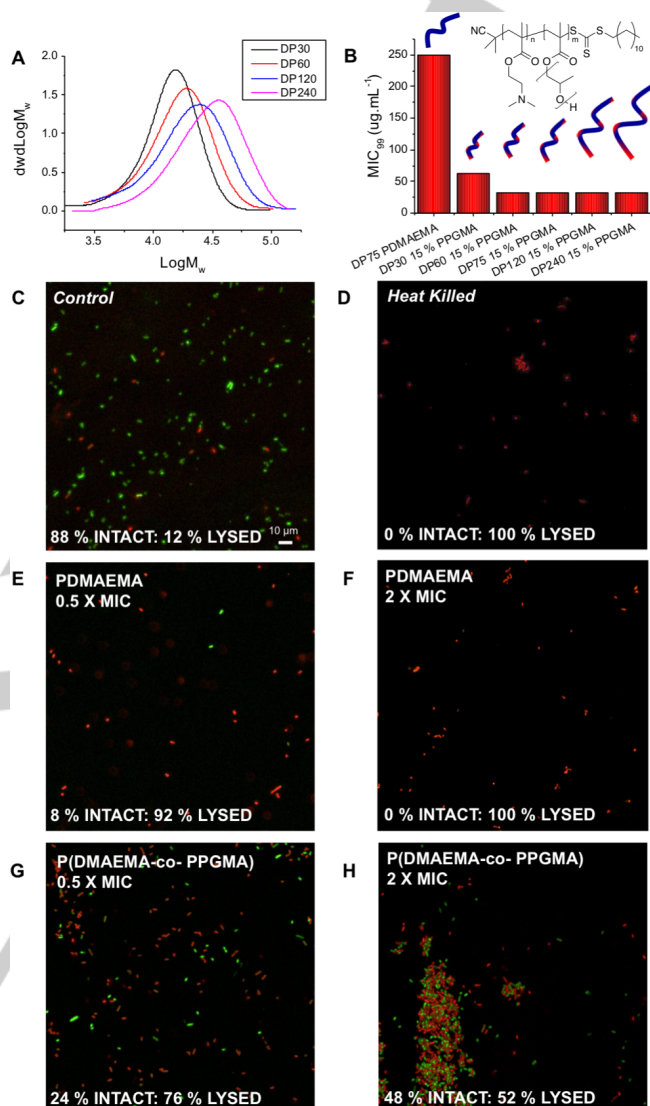 A
DP30
DP60
DP120
DP240
2.0
1.5
1.0
0.5
0.0
dwdLogM_w
3.5 4.0 4.5 5.0
LogM_w
B
NC
n
m
S
S
S
10
O
O
O
O
N
O
H
250
200
150
100
50
0
MIC_99 (ug.mL^-1)
DP75 PDMAEMA
DP30 15 % PPGMA
DP60 15 % PPGMA
DP75 15 % PPGMA
DP120 15 % PPGMA
DP240 15 % PPGMA
C
Control
10 µm
88 % INTACT: 12 % LYSED
D
Heat Killed
0 % INTACT: 100 % LYSED
E
PDMAEMA
0.5 X MIC
8 % INTACT: 92 % LYSED
F
PDMAEMA
2 X MIC
0 % INTACT: 100 % LYSED
G
P(DMAEMA-co- PPGMA)
0.5 X MIC
24 % INTACT: 76 % LYSED
H
P(DMAEMA-co- PPGMA)
2 X MIC
48 % INTACT: 52 % LYSED